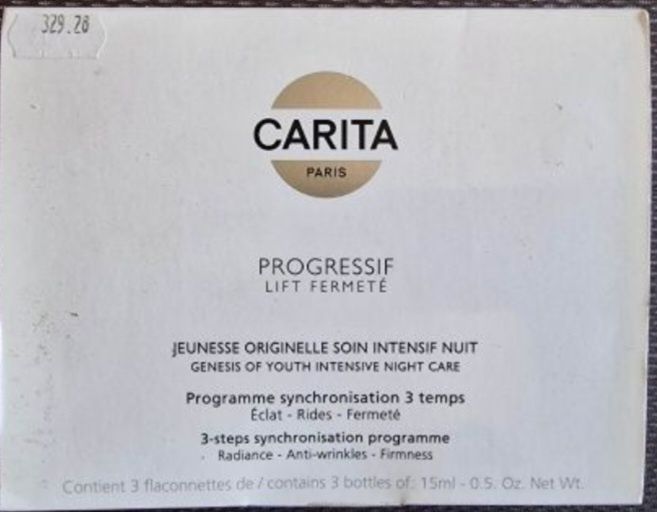 329.28
CARITA
PARIS
PROGRESSIF
LIFT FERMETÉ
JEUNESSE ORIGINELLE SOIN INTENSIF NUIT
GENESIS OF YOUTH INTENSIVE NIGHT CARE
Programme synchronisation 3 temps
Éclat - Rides - Fermeté
3-steps synchronisation programme
Radiance - Anti-wrinkles - Firmness
Contient 3 flaconnettes de / contains 3 bottles of: 15ml - 0.5. Oz. Net Wt.